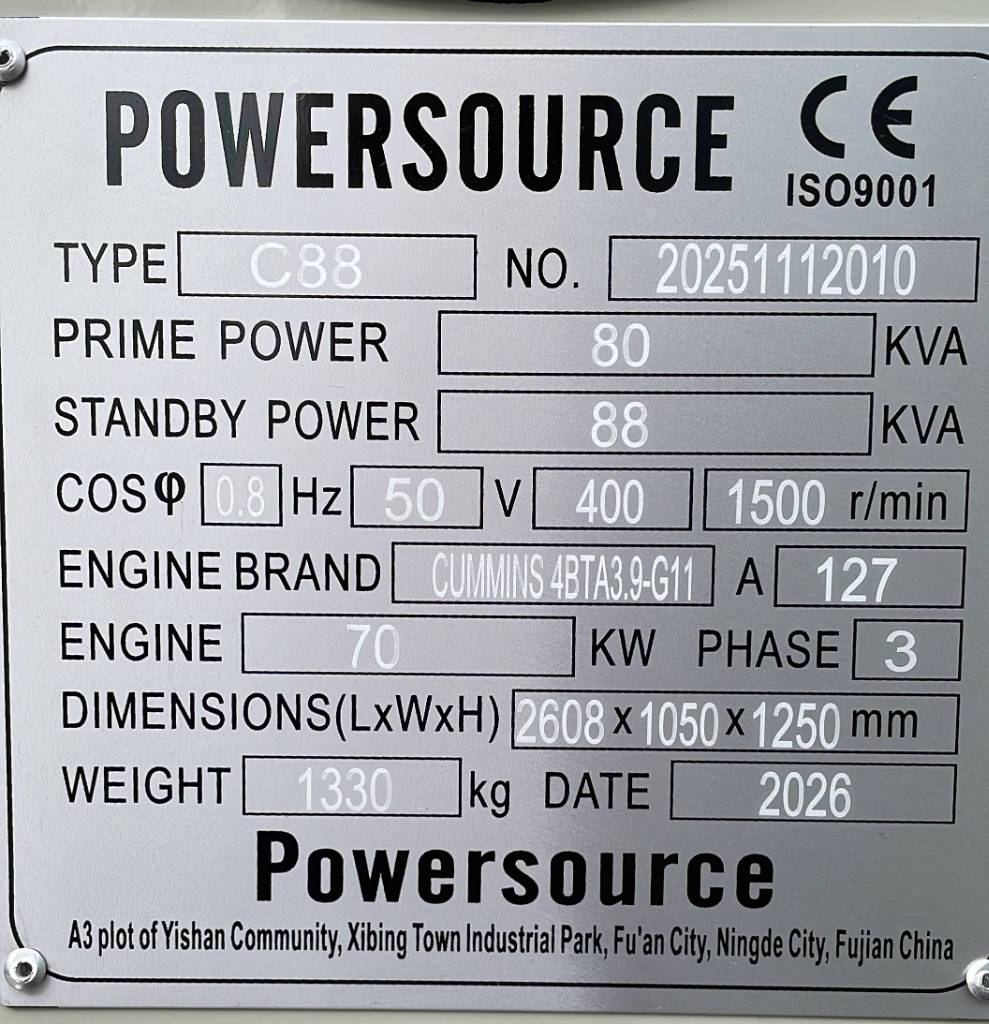 POWERSOURCE CE
ISO9001
TYPE C88 NO. 20251112010
PRIME POWER 80 KVA
STANDBY POWER 88 KVA
COSφ 0.8 Hz 50 V 400 1500 r/min
ENGINE BRAND CUMMINS 4BTA3.9-G11 A 127
ENGINE 70 KW PHASE 3
DIMENSIONS(LxWxH) 2608x1050x1250 mm
WEIGHT 1330 kg DATE 2026
Powersource
A3 plot of Yishan Community, Xibing Town Industrial Park, Fu'an City, Ningde City, Fujian China